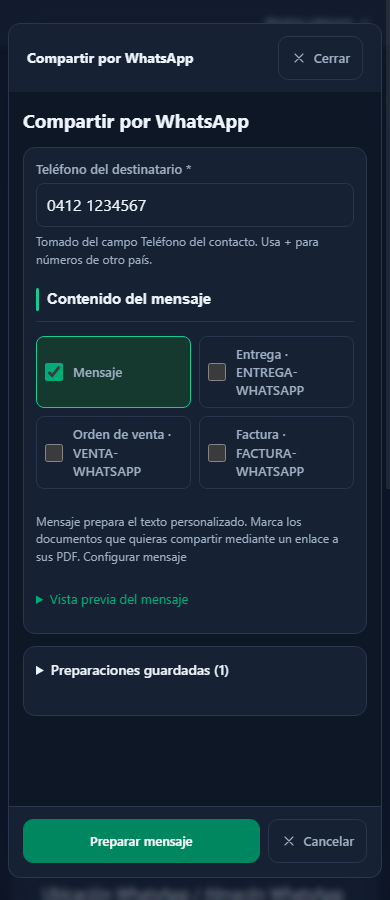 Compartir por WhatsApp
Cerrar
Compartir por WhatsApp
Teléfono del destinatario *
0412 1234567
Tomado del campo Teléfono del contacto. Usa + para
números de otro país.
Contenido del mensaje
Mensaje
Entrega ·
ENTREGA-
WHATSAPP
Orden de venta ·
VENTA-
WHATSAPP
Factura ·
FACTURA-
WHATSAPP
Mensaje prepara el texto personalizado. Marca los
documentos que quieras compartir mediante un enlace a
sus PDF. Configurar mensaje
Vista previa del mensaje
Preparaciones guardadas (1)
Preparar mensaje
Cancelar